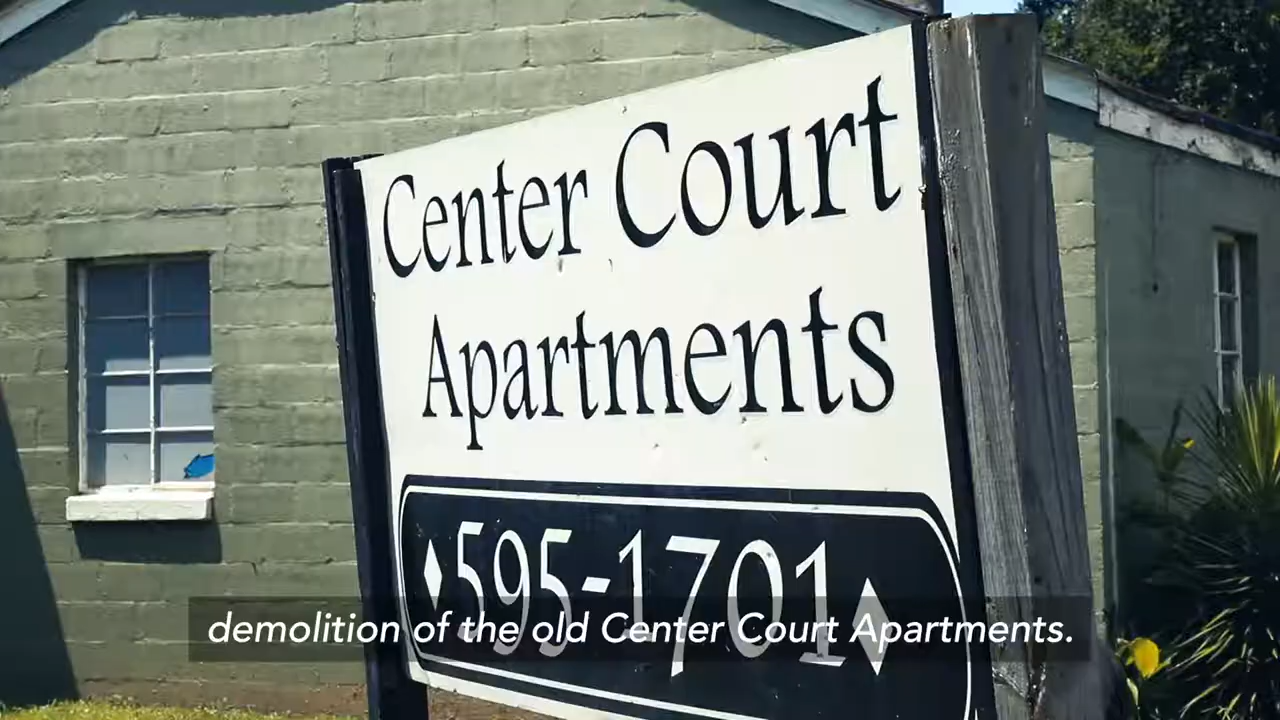 Center Court
Apartments
595-1701
demolition of the old Center Court Apartments.